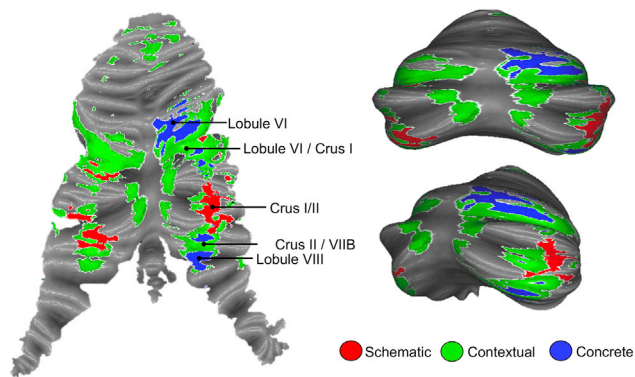 Lobule VI
Lobule VI / Crus I
Crus I/II
Crus II / VIIB
Lobule VIII
Schematic Contextual Concrete